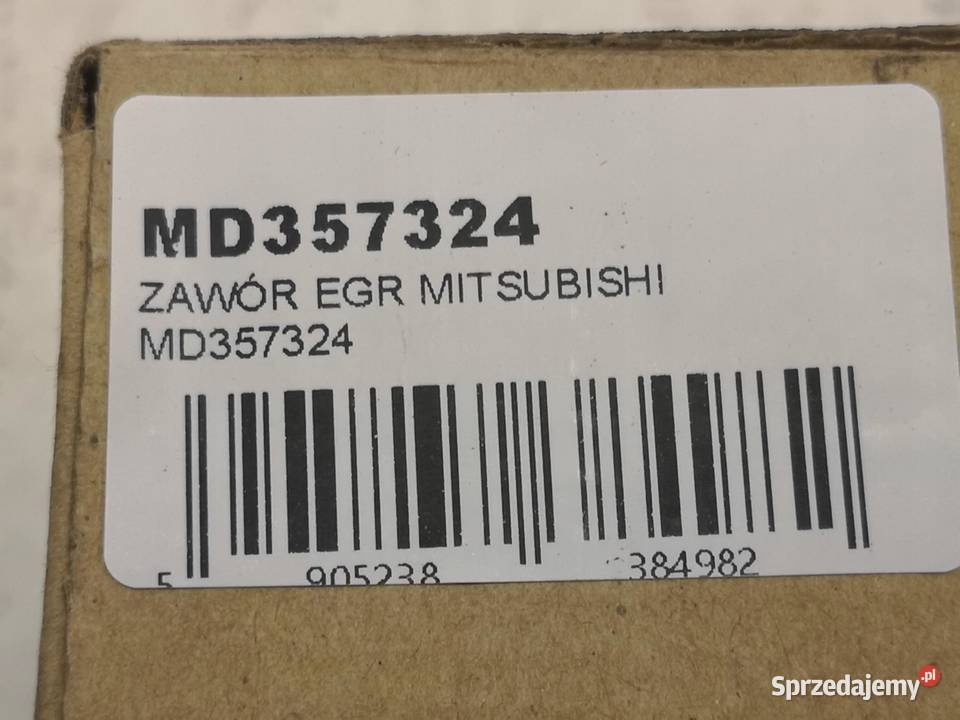 MD357324
ZAWÓR EGR MITSUBISHI
MD357324
5 905238 384982
Sprzedajemy.pl